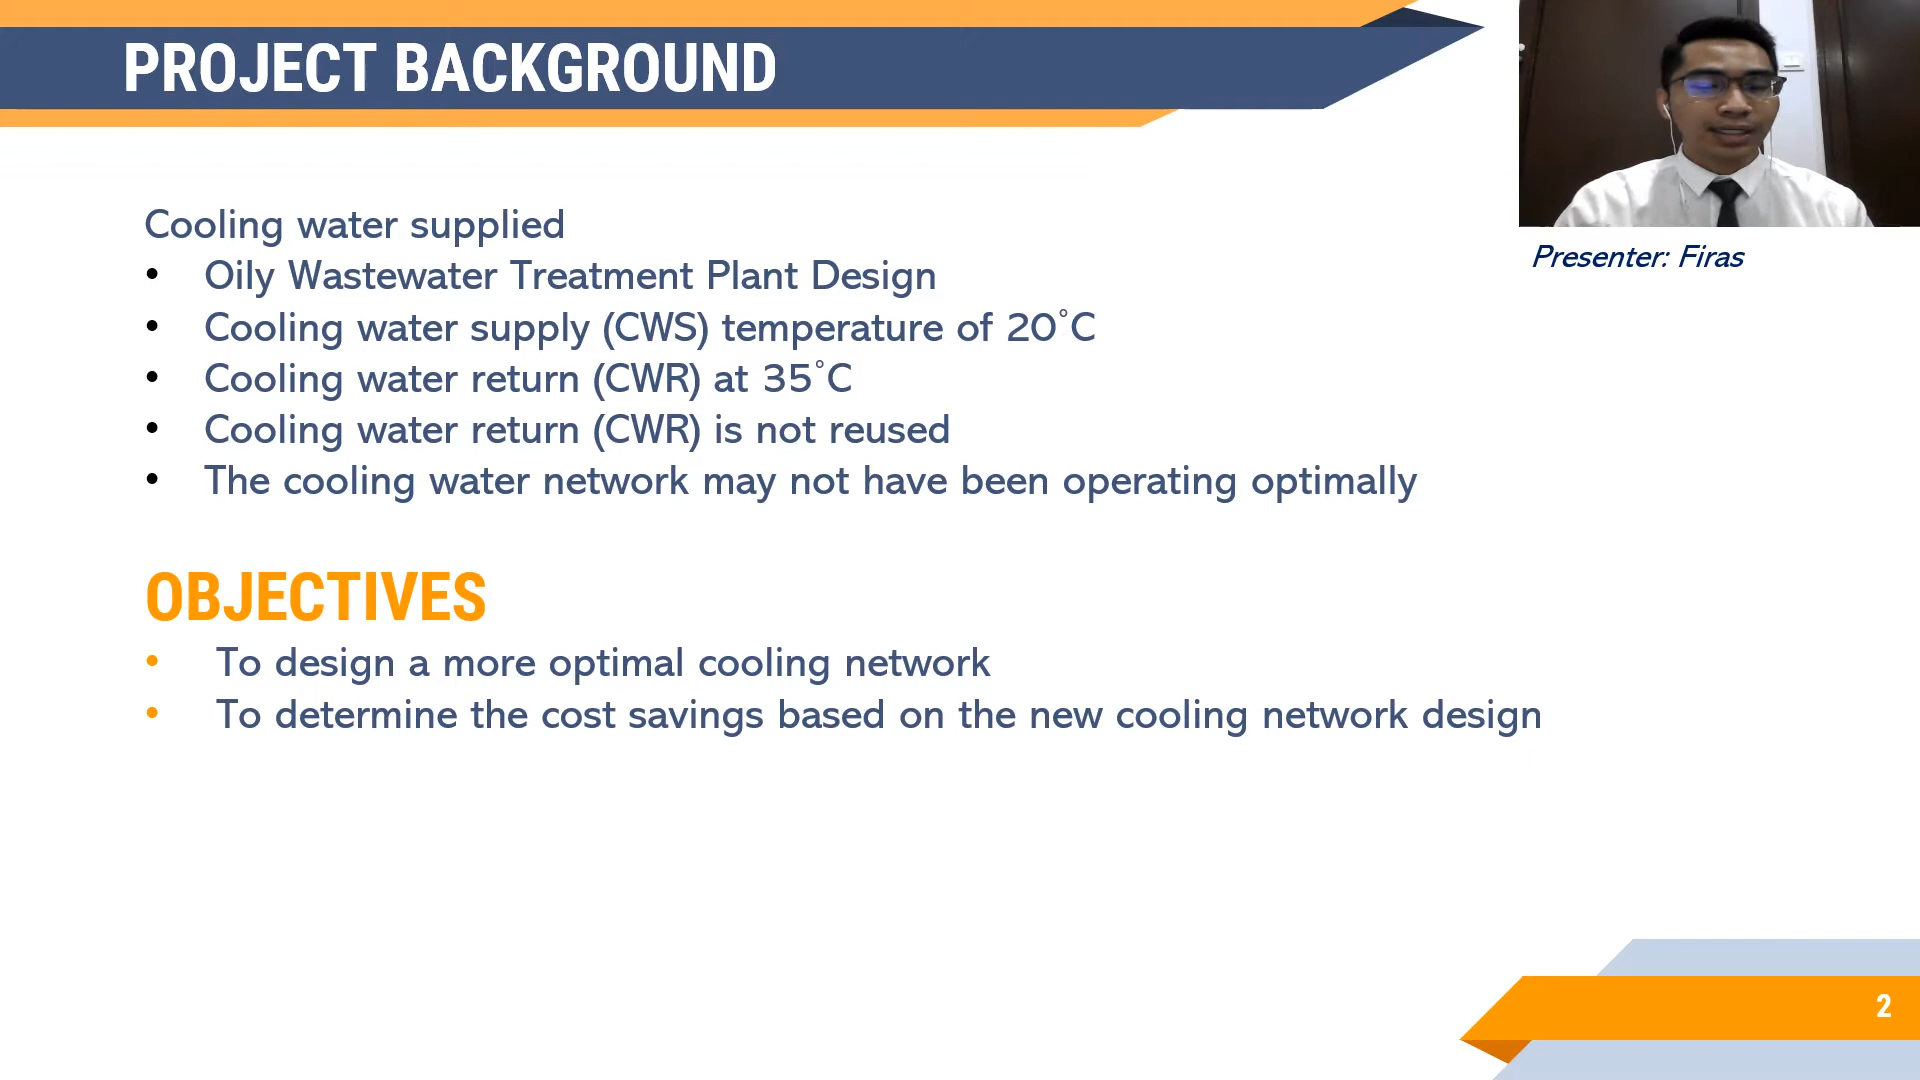 PROJECT BACKGROUND
Presenter: Firas
Cooling water supplied
• Oily Wastewater Treatment Plant Design
• Cooling water supply (CWS) temperature of 20°C
• Cooling water return (CWR) at 35°C
• Cooling water return (CWR) is not reused
• The cooling water network may not have been operating optimally
OBJECTIVES
• To design a more optimal cooling network
• To determine the cost savings based on the new cooling network design
2